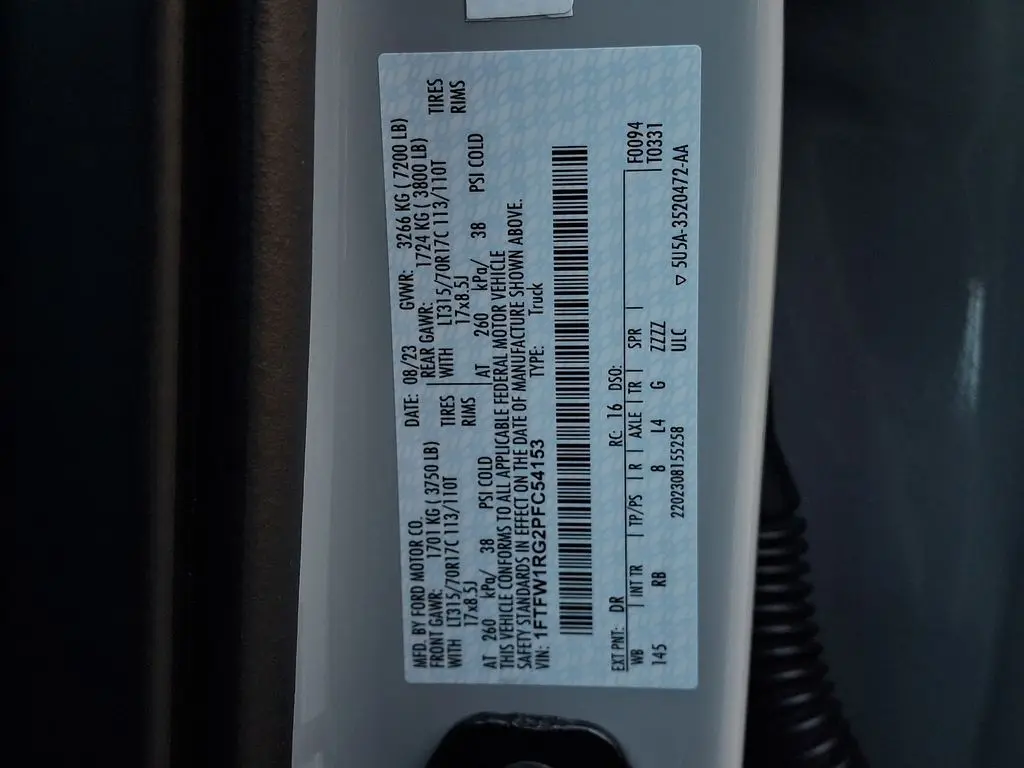 MFD. BY FORD MOTOR CO. DATE: 08/23 GVWR: 3266 KG ( 7200 LB)
FRONT GAWR: 1701 KG ( 3750 LB) REAR GAWR: 1724 KG ( 3800 LB)
WITH LT315/70R17C 113/110T TIRES WITH LT315/70R17C 113/110T TIRES
17x8.5J RIMS 17x8.5J RIMS
AT 260 kPa/ 38 PSI COLD AT 260 kPa/ 38 PSI COLD
THIS VEHICLE CONFORMS TO ALL APPLICABLE FEDERAL MOTOR VEHICLE
SAFETY STANDARDS IN EFFECT ON THE DATE OF MANUFACTURE SHOWN ABOVE.
VIN: 1FTFW1RG2PFC54153 TYPE: Truck
EXT PNT: DR RC: 16 DSO: F0094
WB INT TR TP/PS R AXLE TR SPR T0331
145 RB 8 L4 G ZZZZ
2202308155258 ULC ▽ 5U5A-3520472-AA